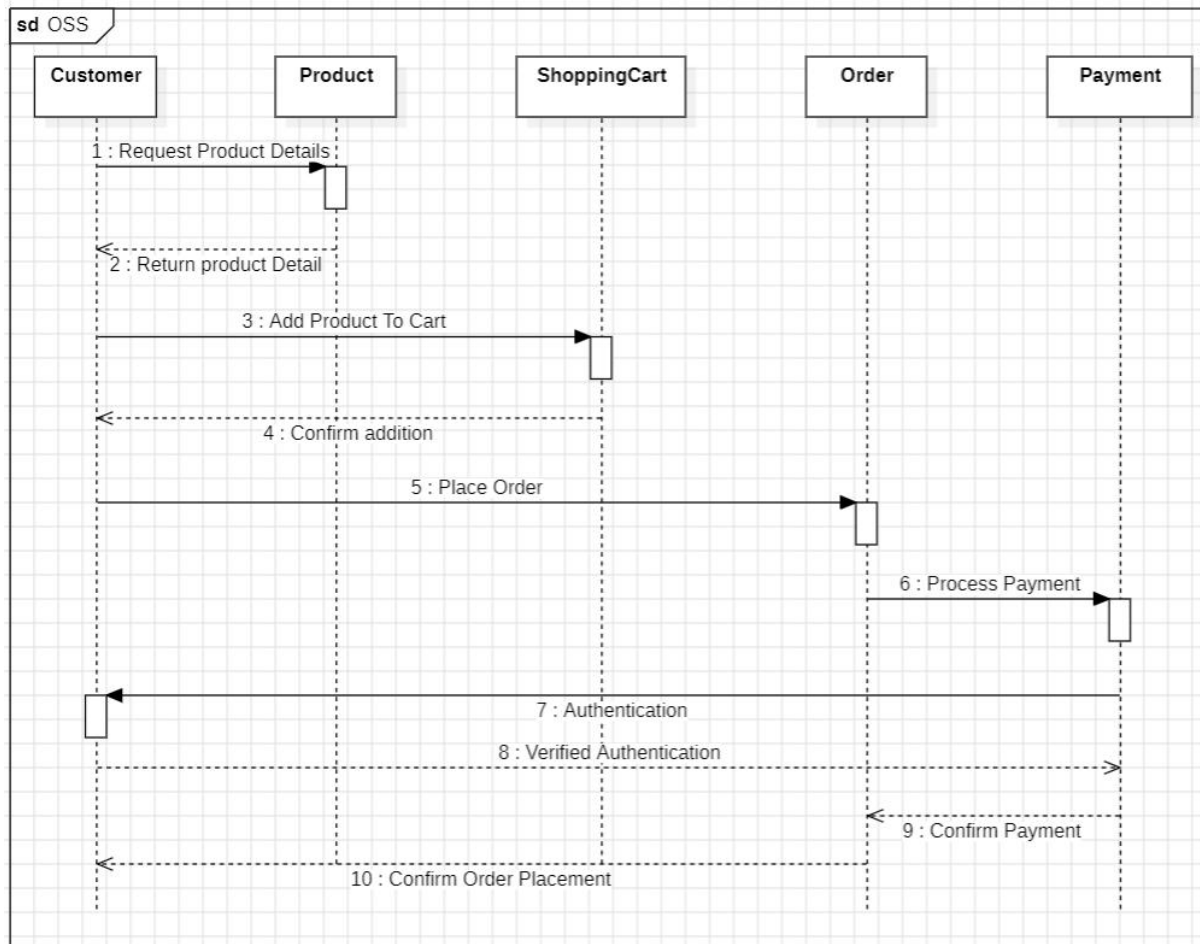 sd OSS
Customer
Product
ShoppingCart
Order
Payment
1 : Request Product Details
2 : Return product Detail
3 : Add Product To Cart
4 : Confirm addition
5 : Place Order
6 : Process Payment
7 : Authentication
8 : Verified Authentication
9 : Confirm Payment
10 : Confirm Order Placement